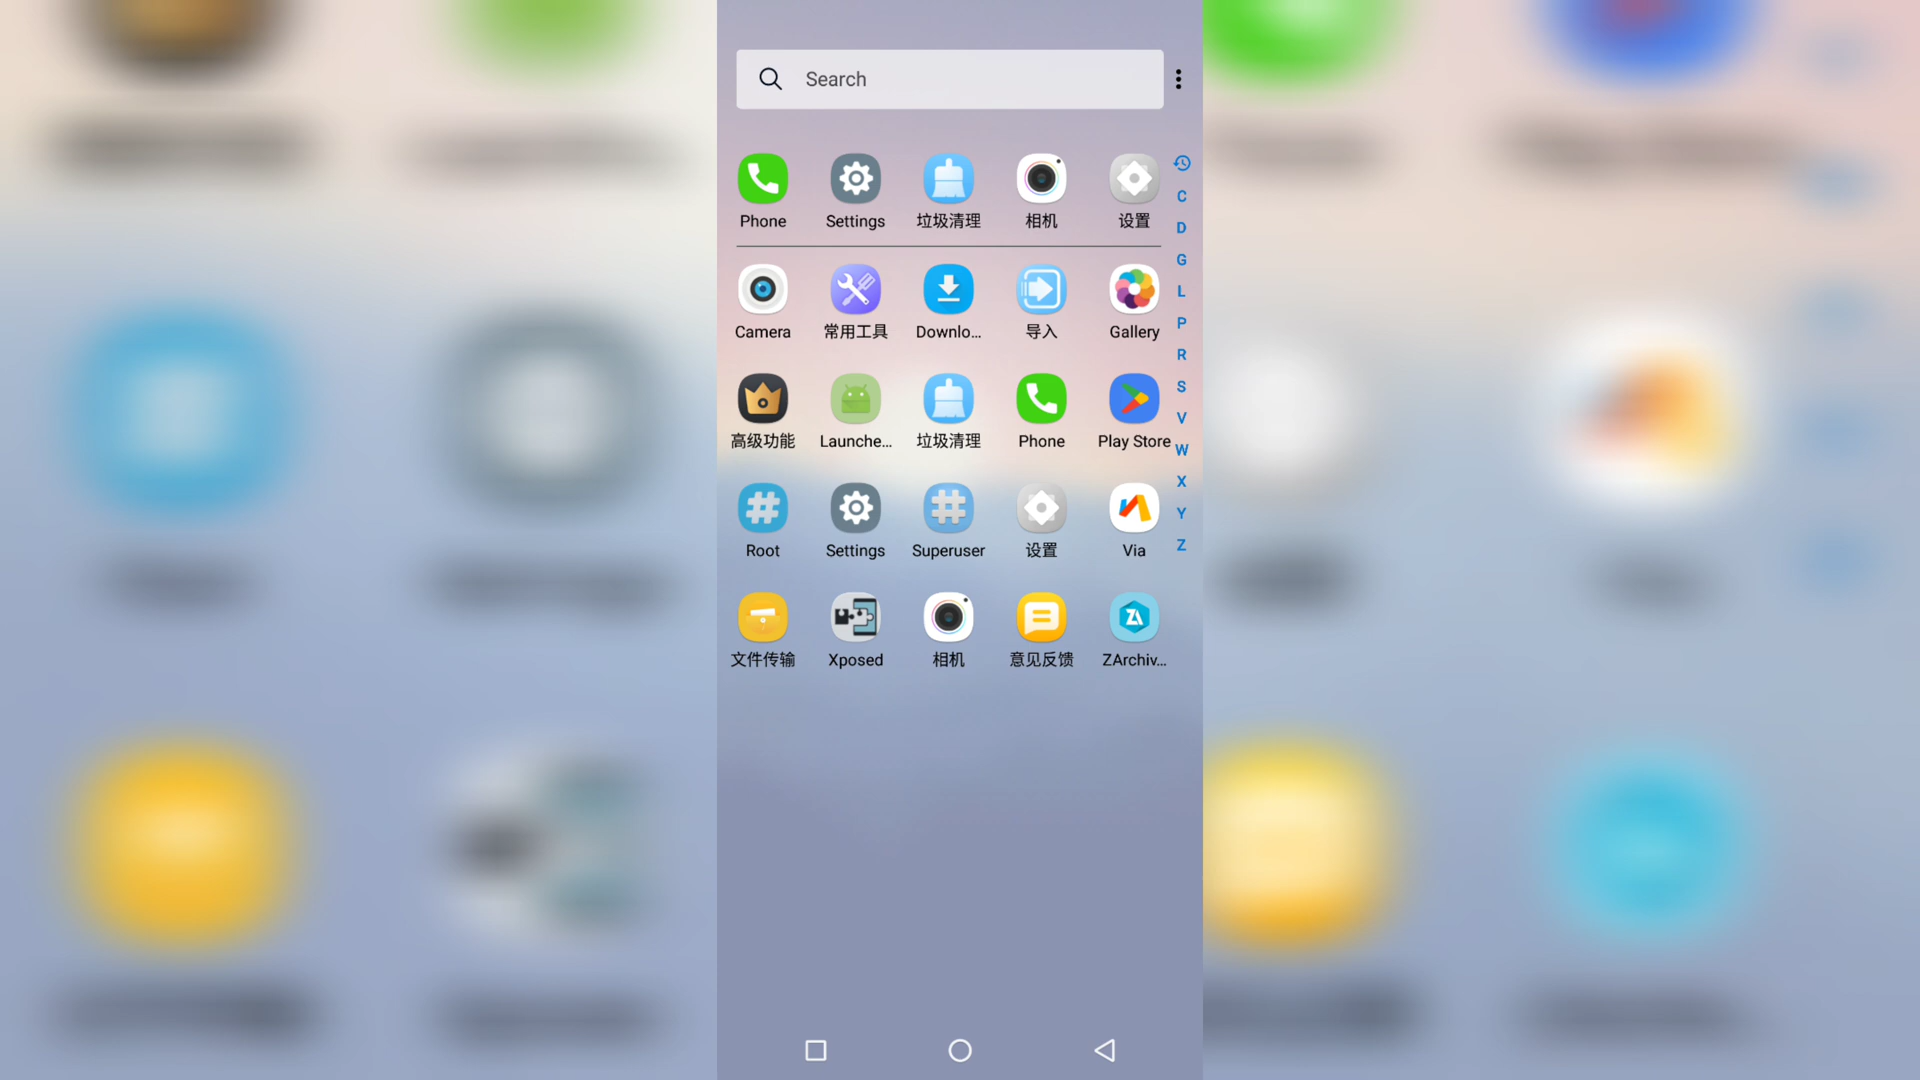 Search
Phone Settings 垃圾清理 相机 设置
C
D
G
L
P
R
S
V
W
X
Y
Z
Camera 常用工具 Downlo... 导入 Gallery
高级功能 Launche... 垃圾清理 Phone Play Store
Root Settings Superuser 设置 Via
文件传输 Xposed 相机 意见反馈 ZArchiv...